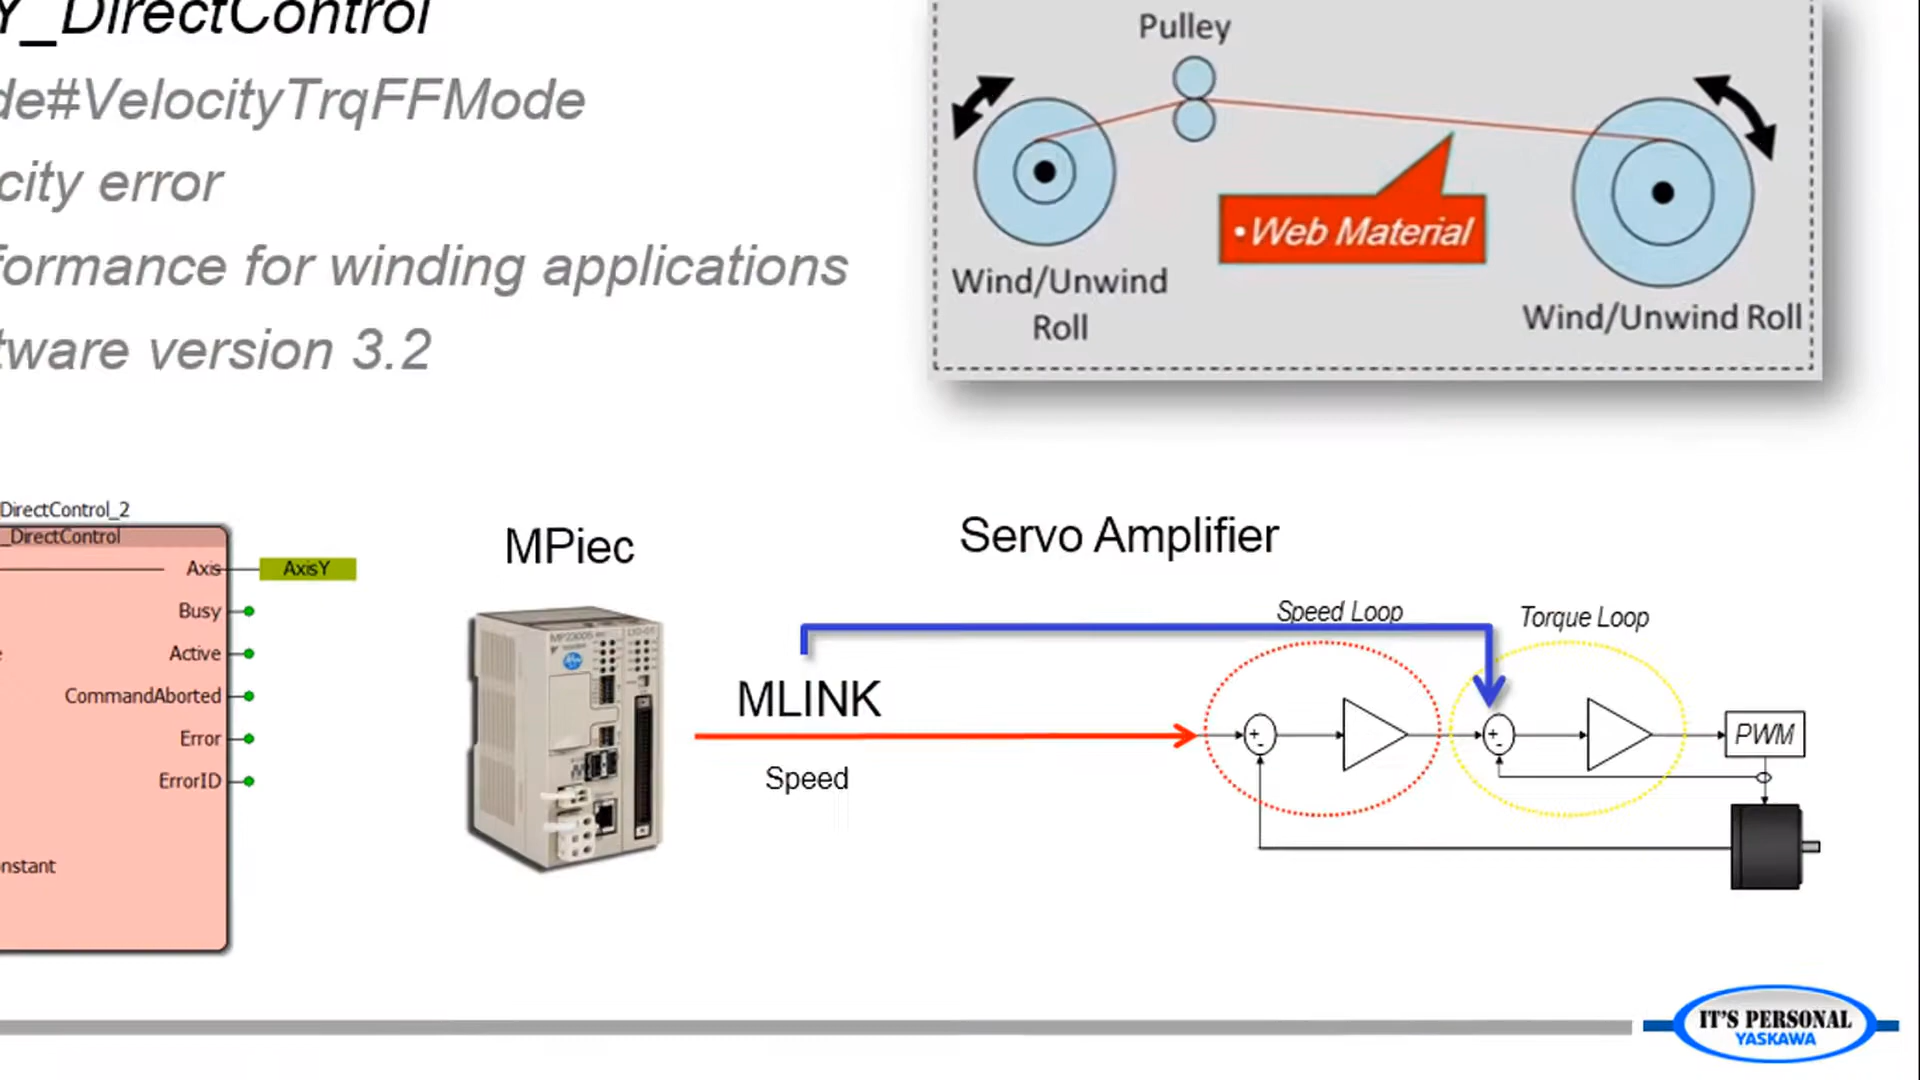 Y_DirectControl
de#VelocityTrqFFMode
city error
formance for winding applications
tware version 3.2
Pulley
•Web Material
Wind/Unwind
Roll
Wind/Unwind Roll
DirectControl_2
_DirectControl
Axis
AxisY
Busy
Active
CommandAborted
Error
ErrorID
onstant
MPiec
Servo Amplifier
Speed Loop
Torque Loop
MLINK
Speed
+
-
+
-
PWM
IT'S PERSONAL
YASKAWA